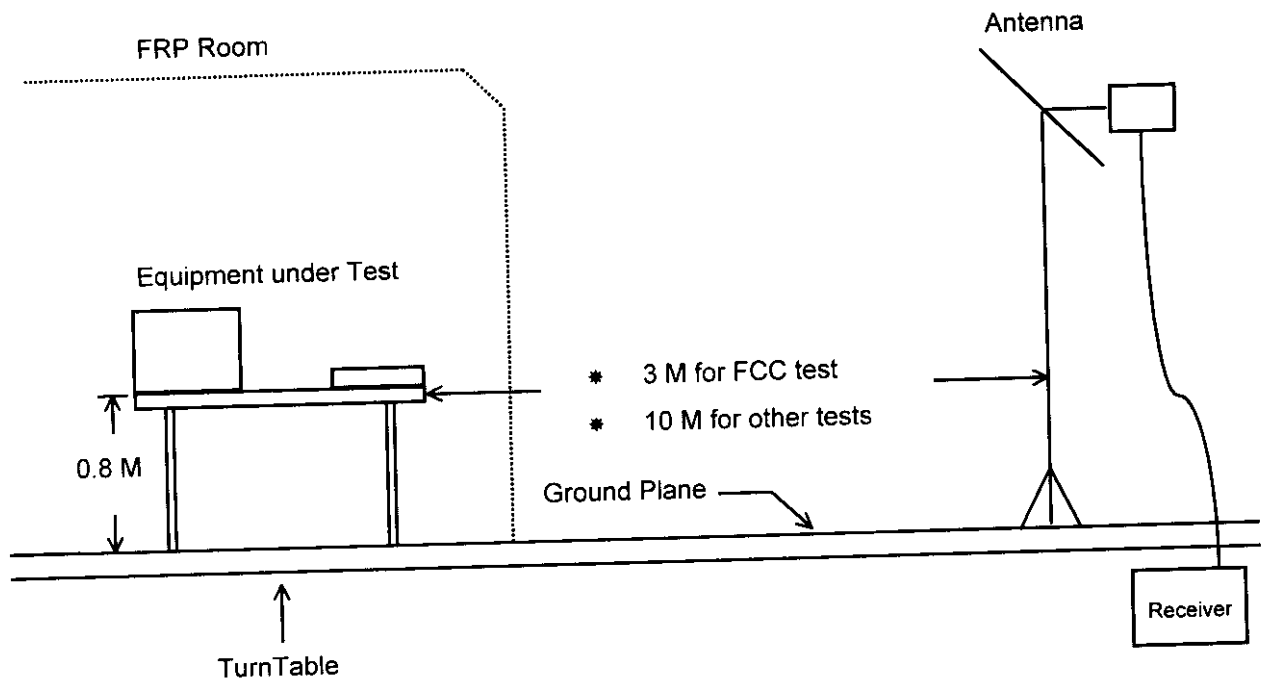 Antenna
FRP Room
Equipment under Test
* 3 M for FCC test
* 10 M for other tests
0.8 M
Ground Plane
Receiver
TurnTable